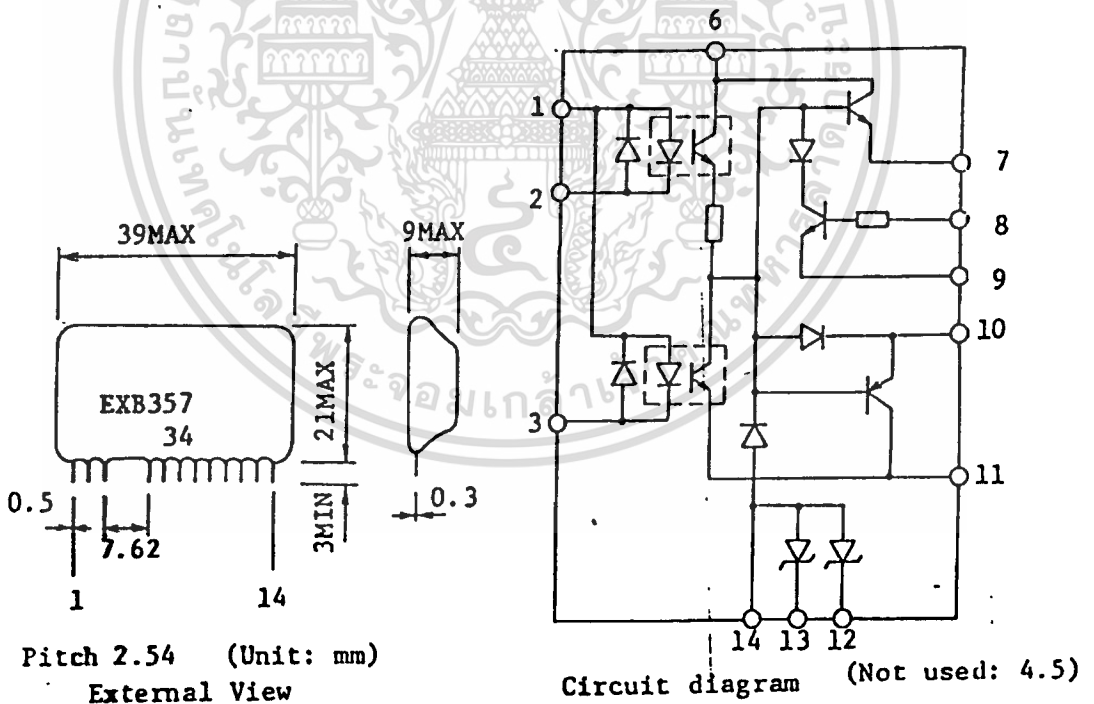 39MAX
9MAX
EXB357
34
21MAX
3MIN
0.5
7.62
0.3
1
14
Pitch 2.54 (Unit: mm)
External View
6
1
2
3
7
8
9
10
11
14 13 12
(Not used: 4.5)
Circuit diagram